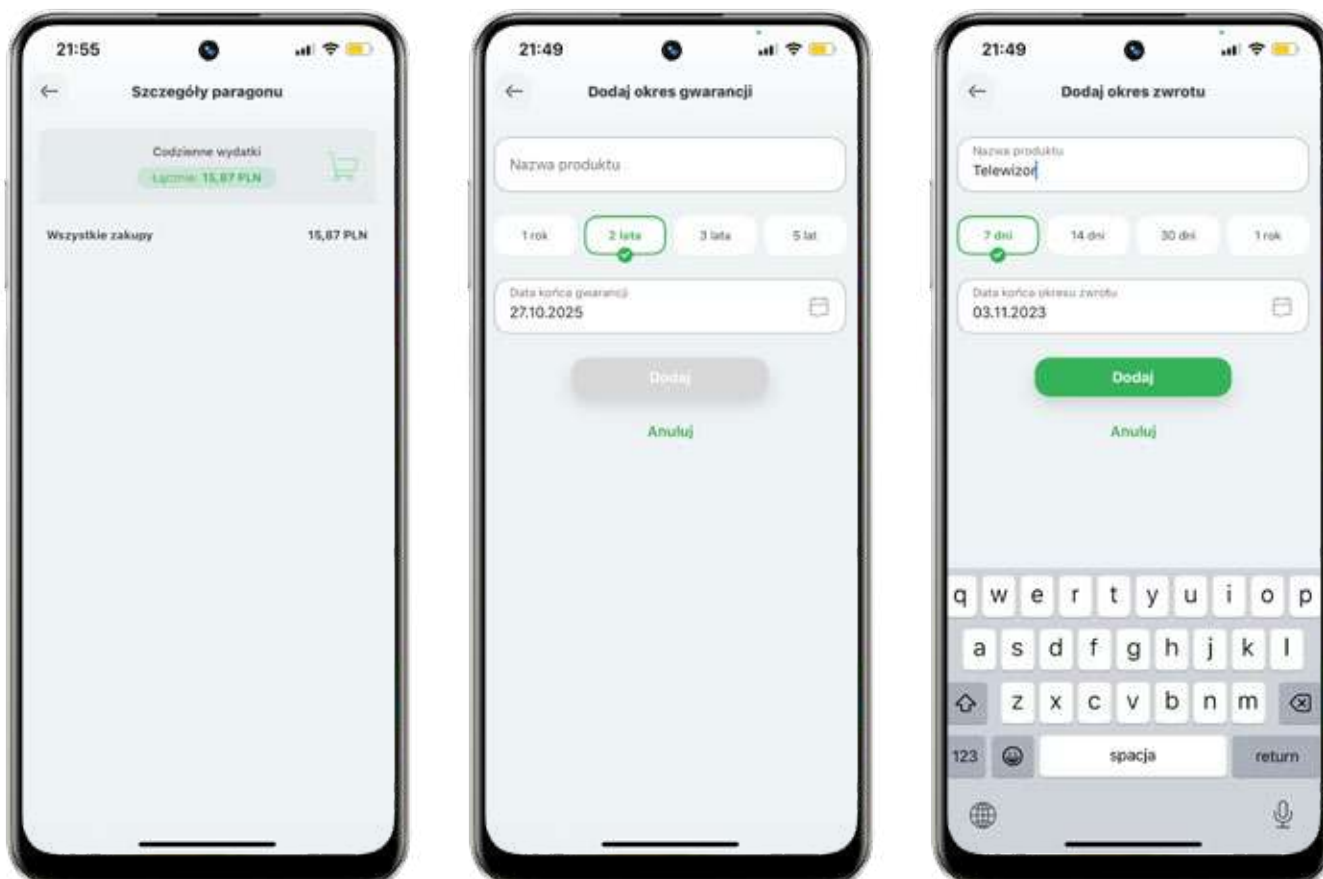 21:55
Szczegóły paragonu
Codzienne wydatki
Łącznie: 15,87 PLN
Wszystkie zakupy 15,87 PLN
21:49
Dodaj okres gwarancji
Nazwa produktu
1 rok 2 lata 3 lata 5 lat
Data końca gwarancji
27.10.2025
Dodaj
Anuluj
21:49
Dodaj okres zwrotu
Nazwa produktu
Telewizor
7 dni 14 dni 30 dni 1 rok
Data końca okresu zwrotu
03.11.2023
Dodaj
Anuluj
q w e r t y u i o p
a s d f g h j k l
z x c v b n m
123 spacja return